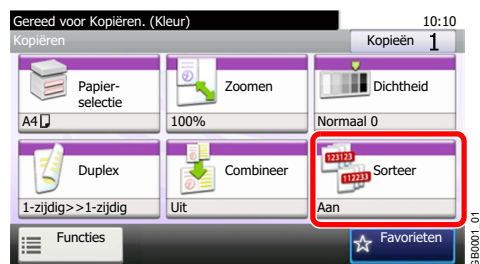 Gereed voor Kopiëren. (Kleur)
10:10
Kopiëren
Kopieën 1
Papier-
selectie
A4
Zoomen
100%
Dichtheid
Normaal 0
Duplex
1-zijdig>>1-zijdig
Combineer
Uit
123123
112233
Sorteer
Aan
Functies
Favorieten
GB0001_01